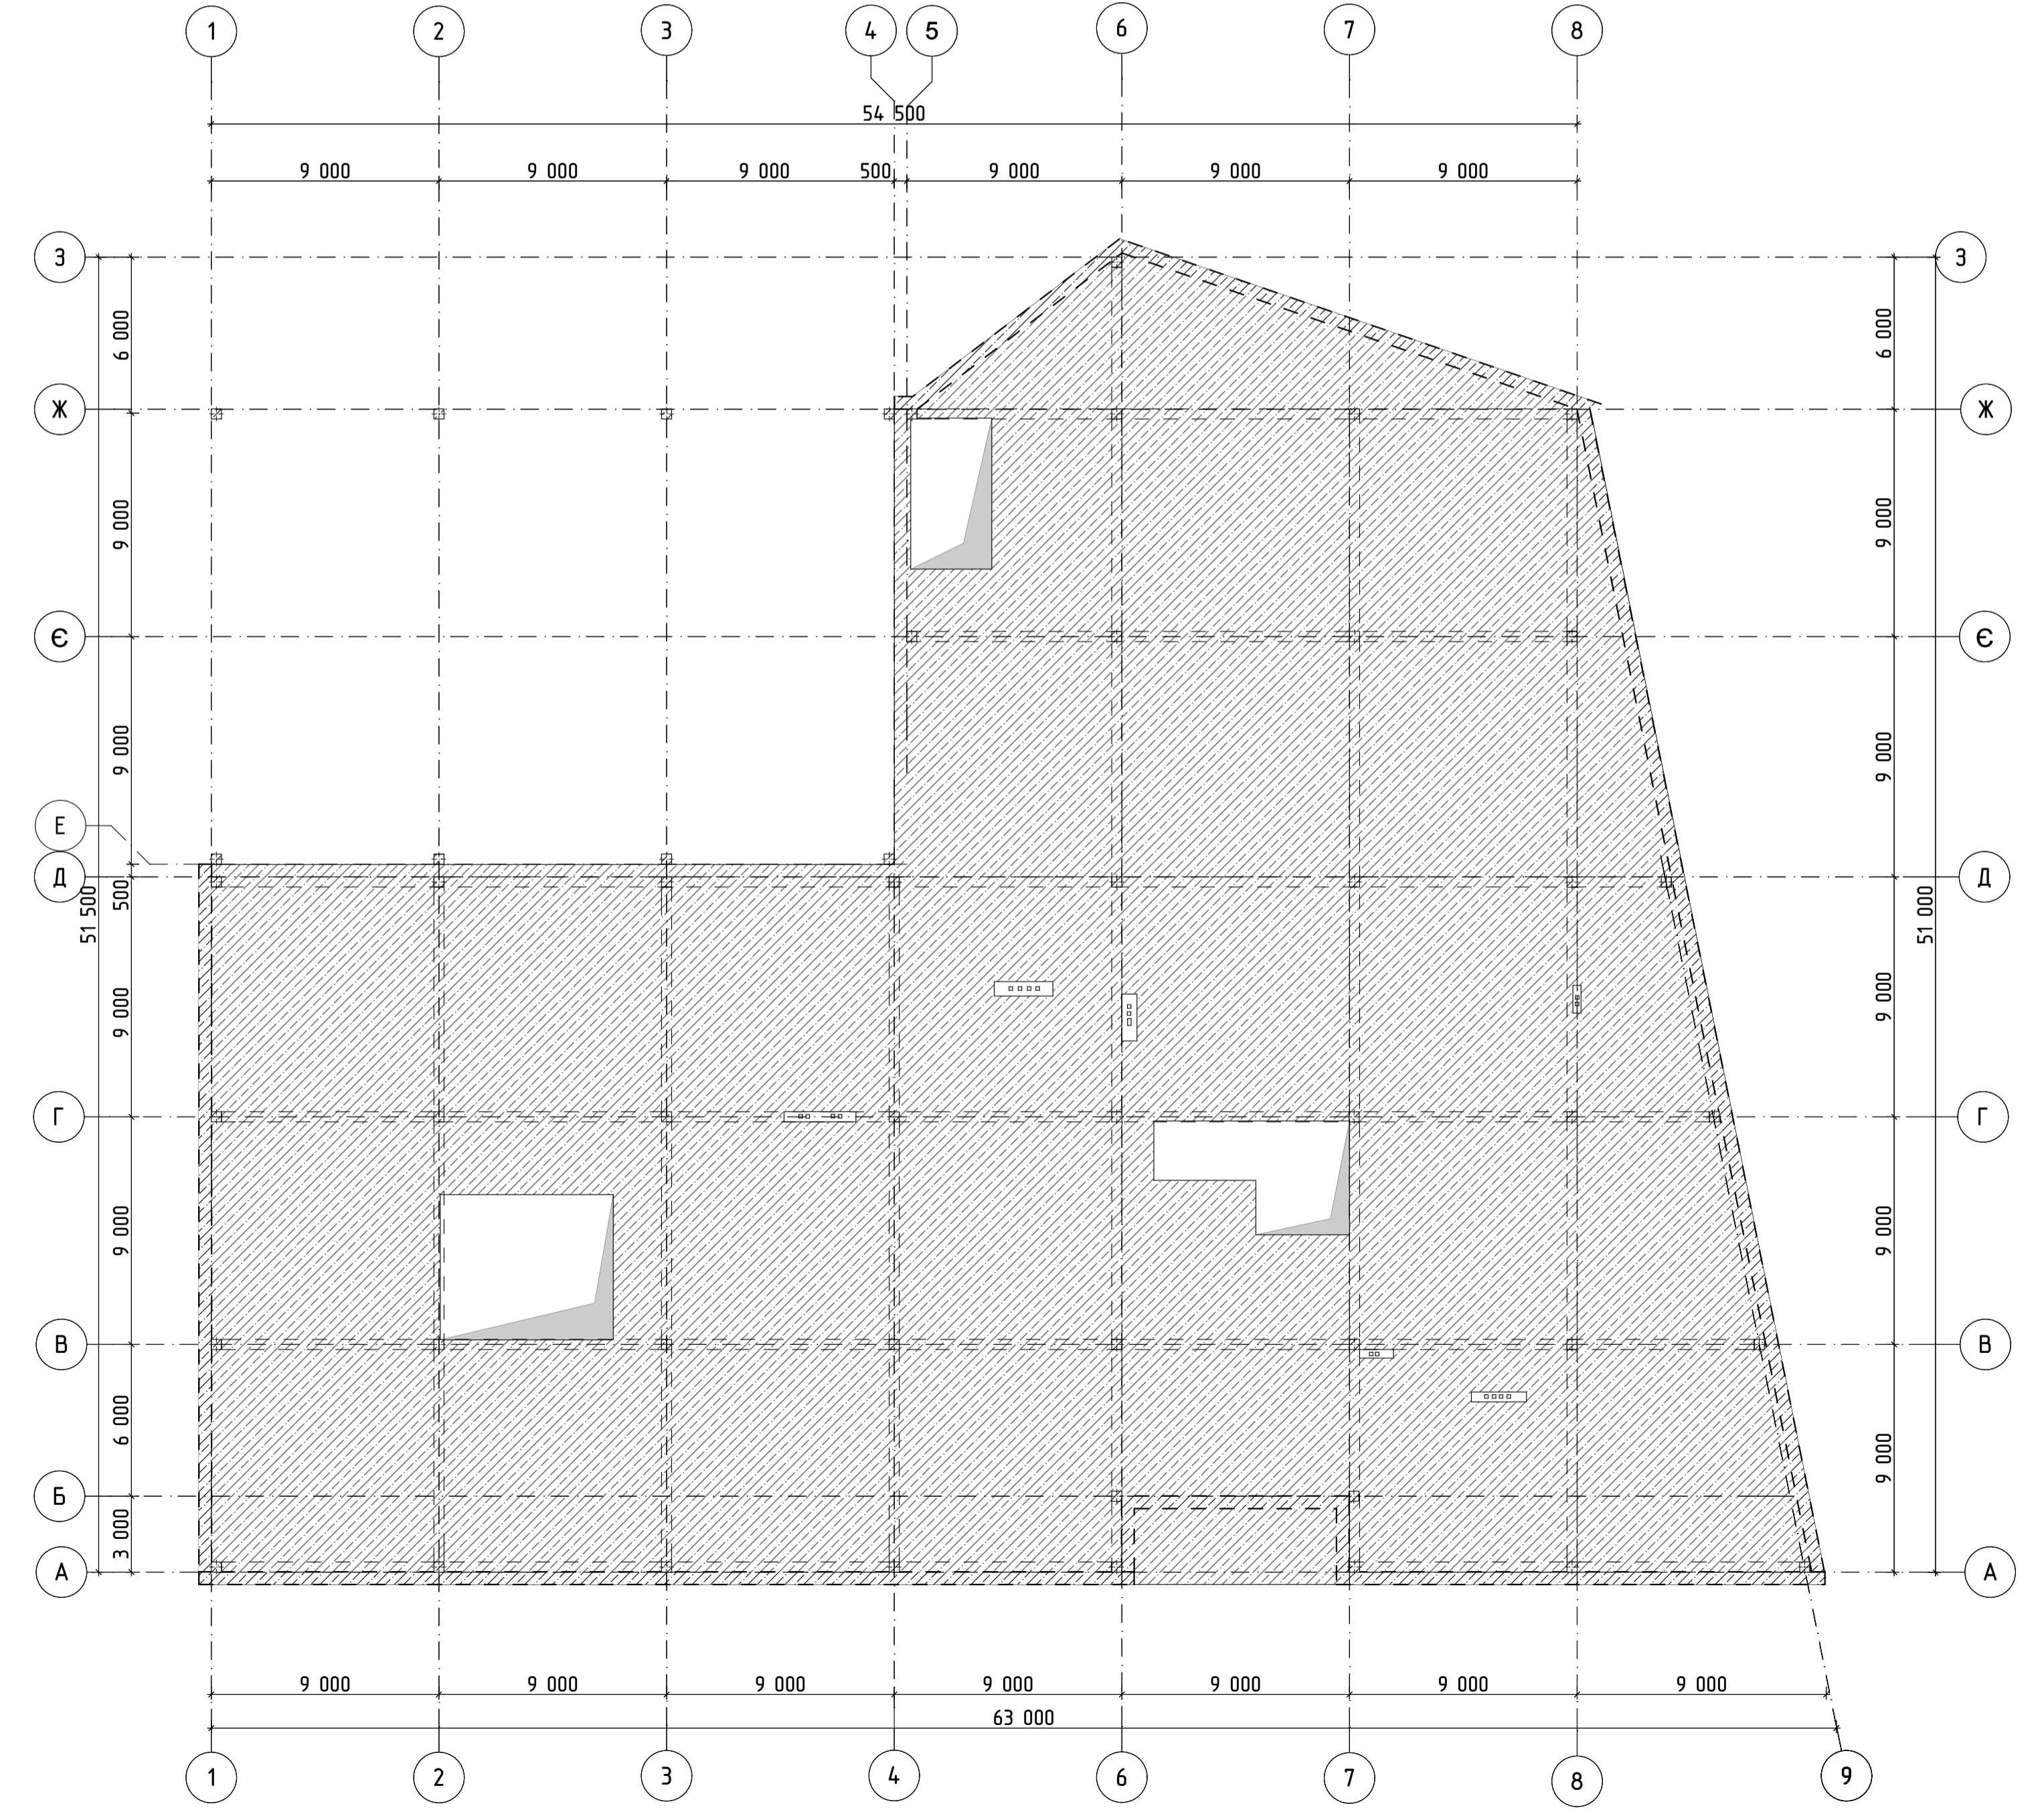 1 2 3 4 5 6 7 8
54 500
9 000 9 000 9 000 500 9 000 9 000 9 000
З З
6 000 6 000
Ж Ж
9 000 9 000
Є Є
9 000 9 000
Е
Д Д
500
51 500 51 000
9 000 9 000
Г Г
9 000 9 000
В В
6 000 9 000
Б
3 000
А А
9 000 9 000 9 000 9 000 9 000 9 000 9 000
63 000
1 2 3 4 6 7 8 9